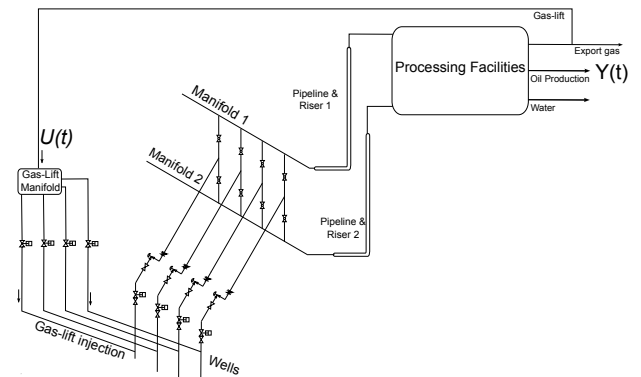 Gas-lift
Export gas
Processing Facilities
Oil Production
Y(t)
Water
Pipeline &
Riser 1
Manifold 1
U(t)
Manifold 2
Gas-Lift
Manifold
Pipeline &
Riser 2
Gas-lift injection
Wells